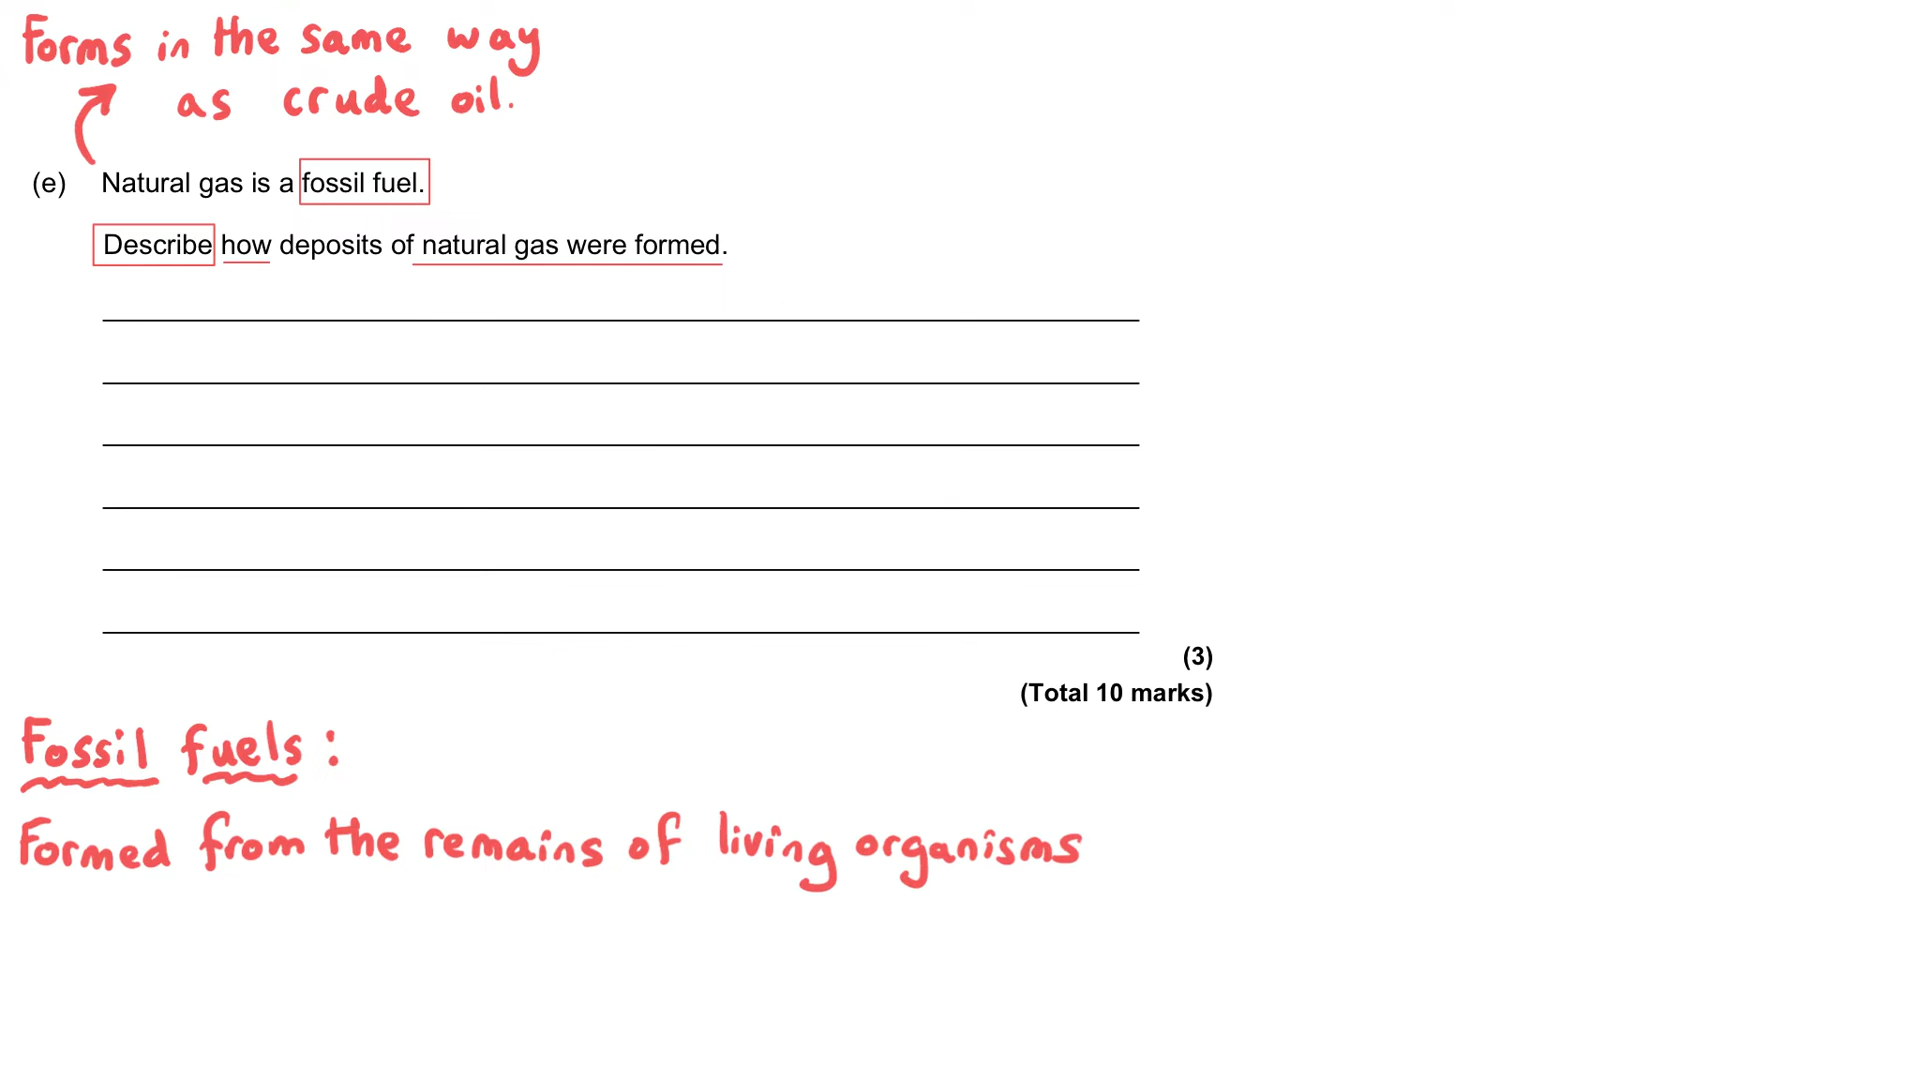 Forms in the same way
as crude oil.
(e) Natural gas is a fossil fuel.
Describe how deposits of natural gas were formed.
(3)
(Total 10 marks)
Fossil fuels:
Formed from the remains of living organisms